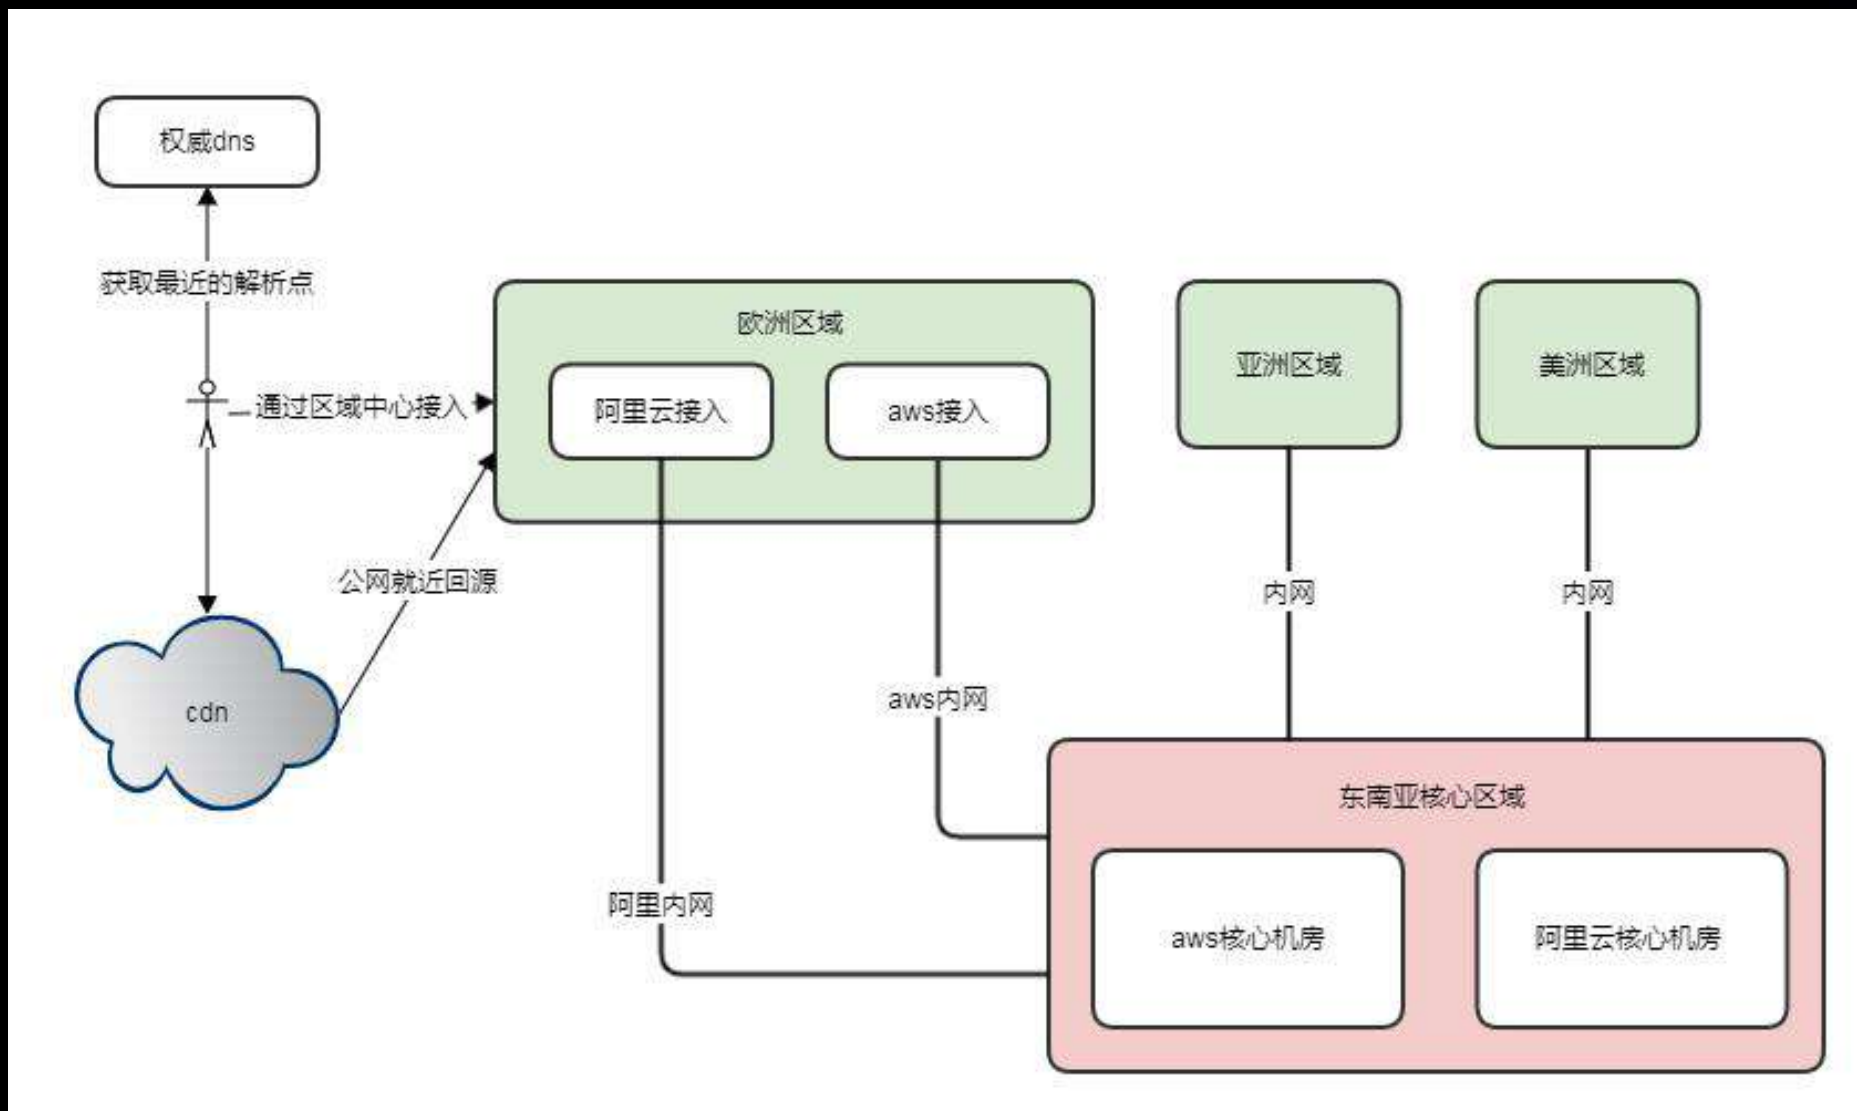 权威dns
获取最近的解析点
通过区域中心接入
公网就近回源
cdn
欧洲区域
阿里云接入
aws接入
亚洲区域
美洲区域
内网
内网
aws内网
阿里内网
东南亚核心区域
aws核心机房
阿里云核心机房